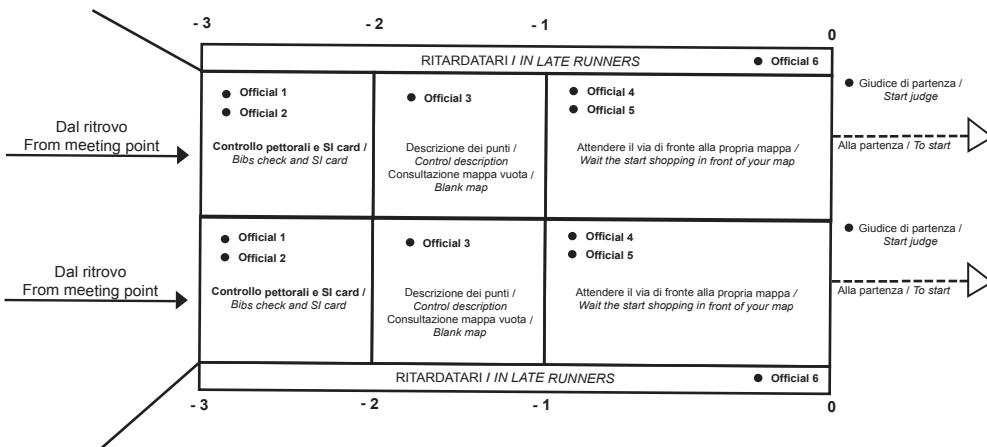 - 3 - 2 - 1 0
RITARDATARI / IN LATE RUNNERS
Official 6
Official 1
Official 2
Controllo pettorali e SI card /
Bibs check and SI card
Official 3
Descrizione dei punti /
Control description
Consultazione mappa vuota /
Blank map
Official 4
Official 5
Attendere il via di fronte alla propria mappa /
Wait the start shopping in front of your map
Giudice di partenza /
Start judge
Alla partenza / To start
Dal ritrovo
From meeting point
Official 1
Official 2
Controllo pettorali e SI card /
Bibs check and SI card
Official 3
Descrizione dei punti /
Control description
Consultazione mappa vuota /
Blank map
Official 4
Official 5
Attendere il via di fronte alla propria mappa /
Wait the start shopping in front of your map
Giudice di partenza /
Start judge
Alla partenza / To start
Dal ritrovo
From meeting point
RITARDATARI / IN LATE RUNNERS
Official 6
- 3 - 2 - 1 0